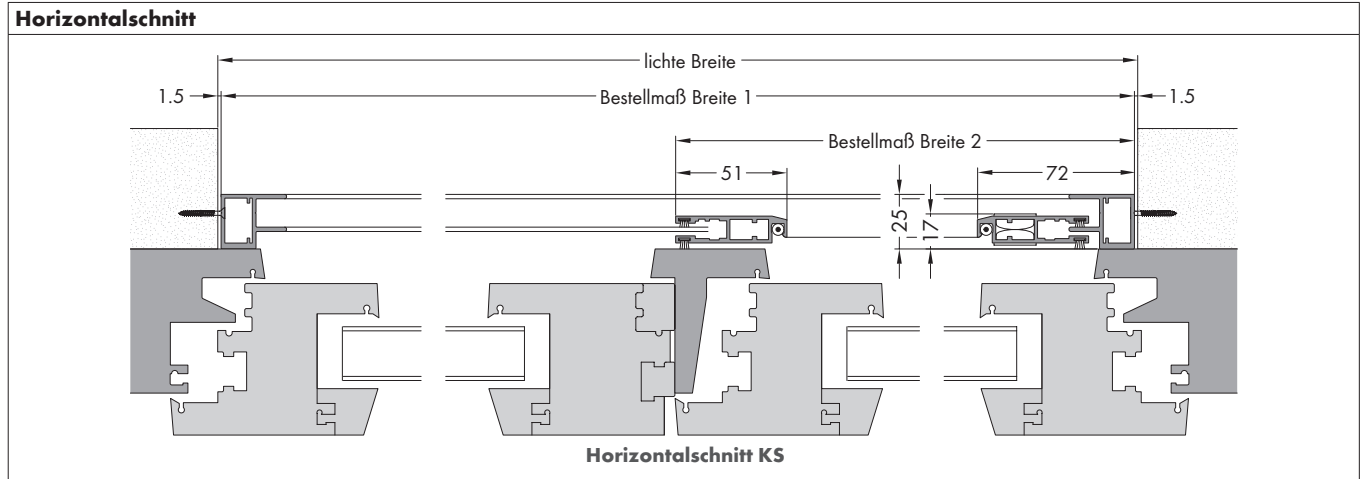 Horizontalschnitt
lichte Breite
1.5
Bestellmaß Breite 1
1.5
Bestellmaß Breite 2
51
72
25
17
Horizontalschnitt KS